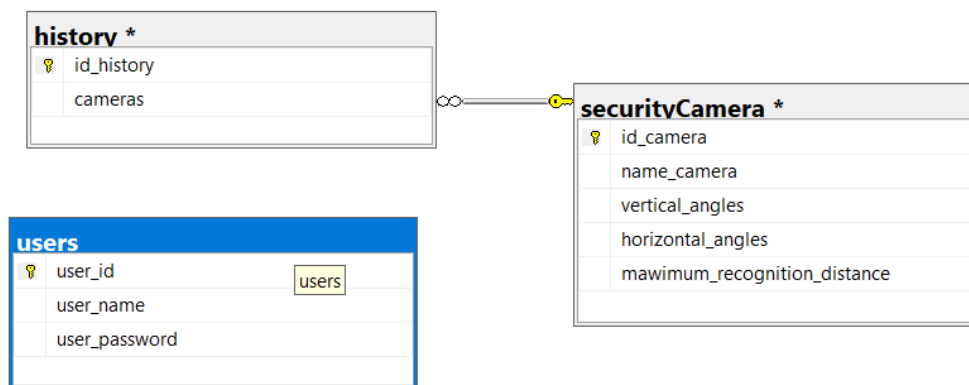 history *
id_history
cameras
securityCamera *
id_camera
name_camera
vertical_angles
horizontal_angles
mawimum_recognition_distance
users
user_id
users
user_name
user_password